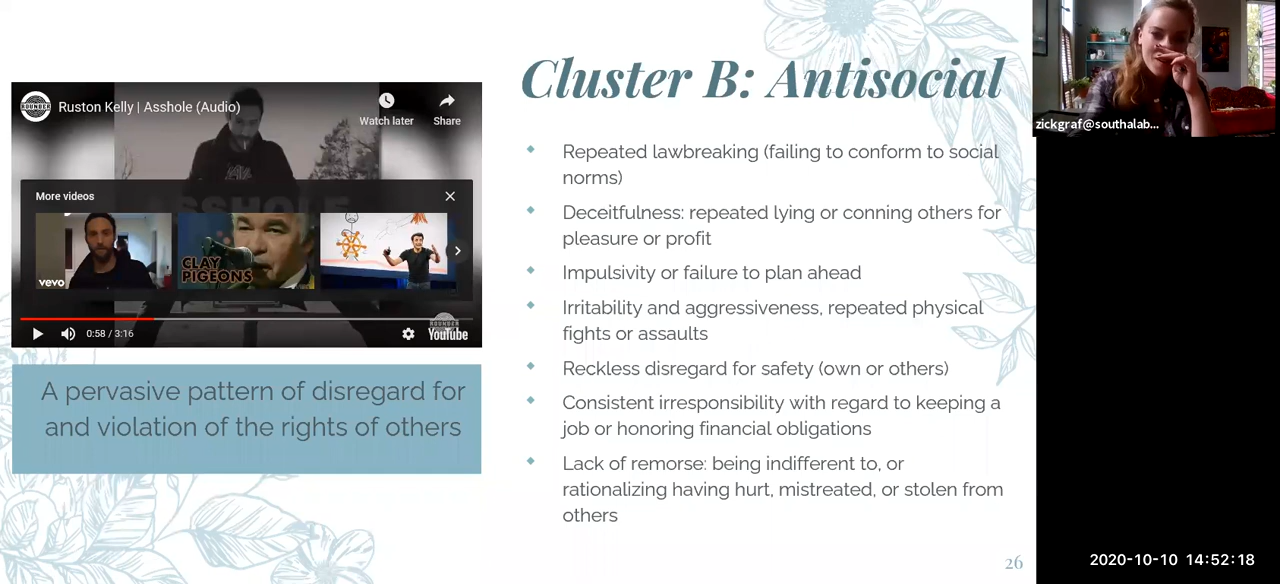 ROUNDER
Ruston Kelly | Asshole (Audio)
Watch later
Share
ASSHOLE
More videos
vevo
CLAY
PIGEONS
0:58 / 3:16
ROUNDER
YouTube
A pervasive pattern of disregard for
and violation of the rights of others
Cluster B: Antisocial
Repeated lawbreaking (failing to conform to social
norms)
Deceitfulness: repeated lying or conning others for
pleasure or profit
Impulsivity or failure to plan ahead
Irritability and aggressiveness, repeated physical
fights or assaults
Reckless disregard for safety (own or others)
Consistent irresponsibility with regard to keeping a
job or honoring financial obligations
Lack of remorse: being indifferent to, or
rationalizing having hurt, mistreated, or stolen from
others
26
zickgraf@southalab...
2020-10-10 14:52:18